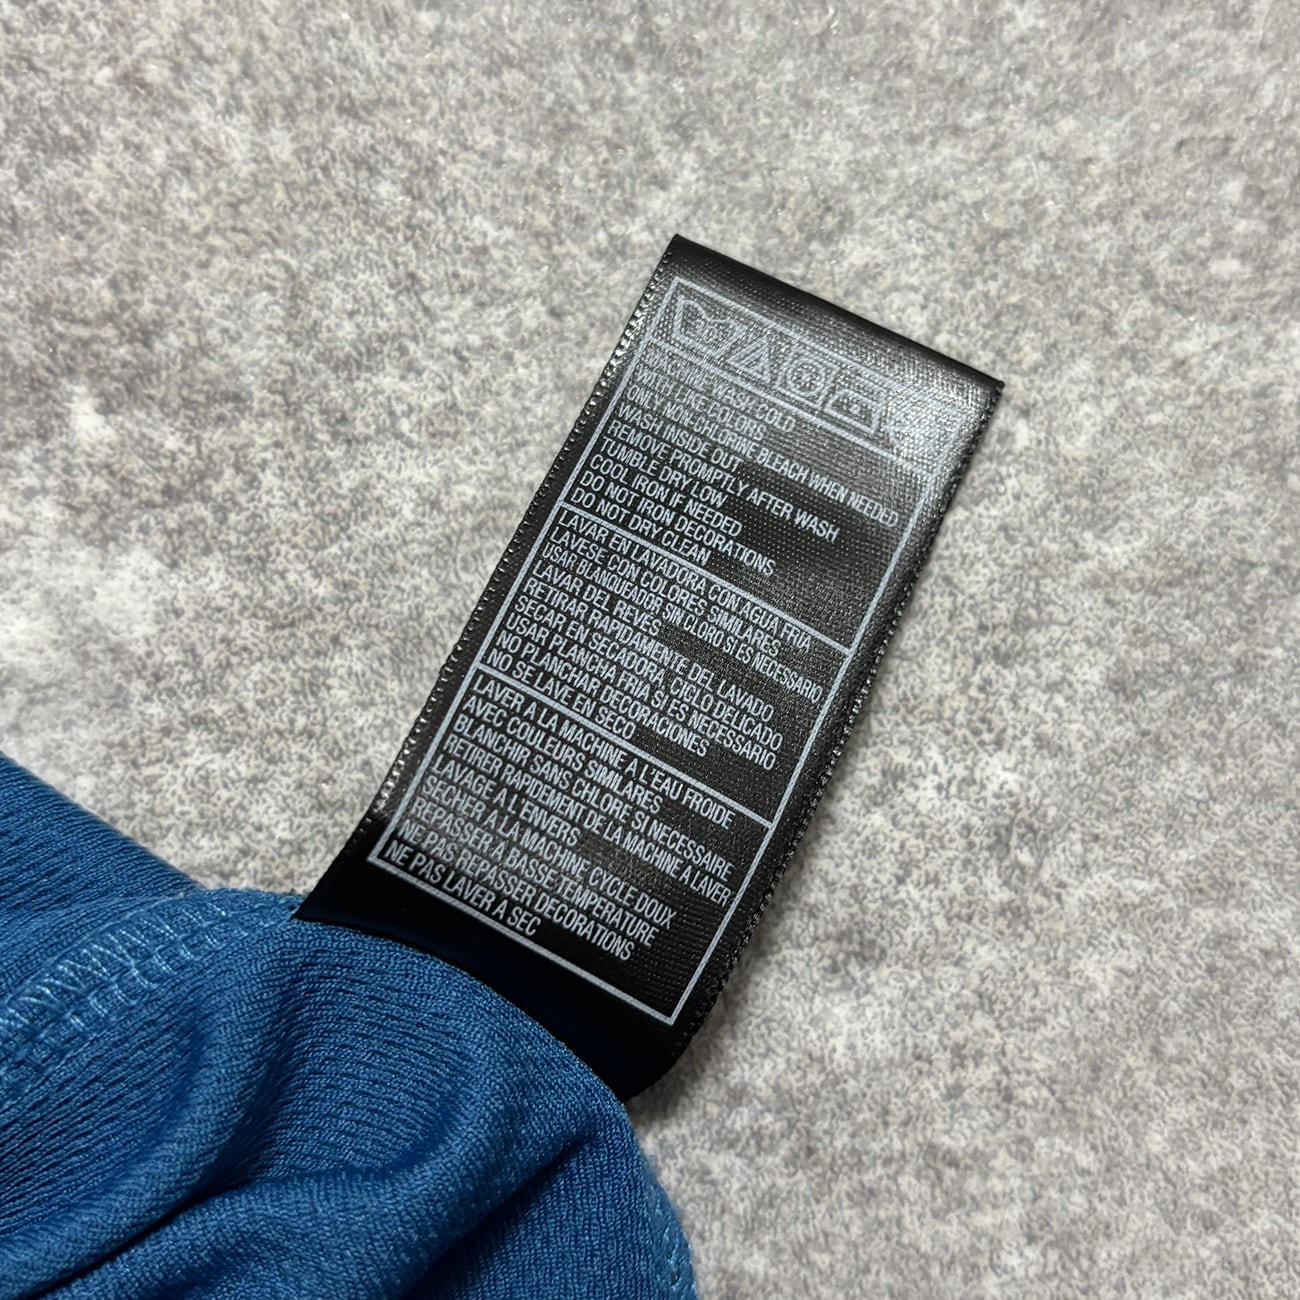 MACHINE WASH COLD
WITH LIKE COLORS
ONLY NON-CHLORINE BLEACH WHEN NEEDED
WASH INSIDE OUT
REMOVE PROMPTLY AFTER WASH
TUMBLE DRY LOW
COOL IRON IF NEEDED
DO NOT IRON DECORATIONS
DO NOT DRY CLEAN
LAVAR EN LAVADORA CON AGUA FRIA
LAVESE CON COLORES SIMILARES
USAR BLANQUEADOR SIN CLORO SI ES NECESSARIO
LAVAR DEL REVES
RETIRAR RAPIDAMIENTE DEL LAVADO
SECAR EN SECADORA, CICLO DELICADO
USAR PLANCHA FRIA SI ES NECESSARIO
NO PLANCHAR DECORACIONES
NO SE LAVE EN SECO
LAVER A LA MACHINE A L'EAU FROIDE
AVEC COULEURS SIMILARES
BLANCHIR SANS CALORE SI NECESSAIRE
RETIRER RAPIDEMENT DE LA MACHINE A LAVER
LAVAGE A L'ENVERS
SECHER A LA MACHINE, CYCLE DOUX
REPASSER A BASSE TEMPERATURE
NE PAS REPASSER DECORATIONS
NE PAS LAVER A SEC